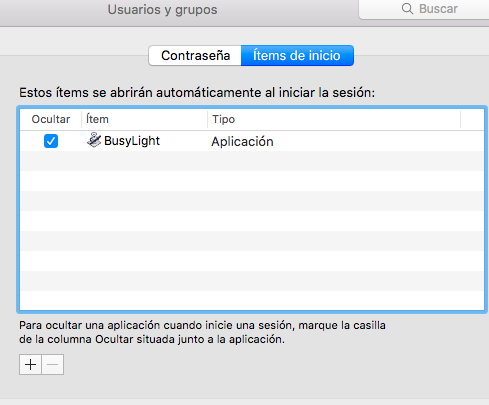 Usuarios y grupos
Buscar
Contraseña
Ítems de inicio
Estos ítems se abrirán automáticamente al iniciar la sesión:
Ocultar Ítem Tipo
BusyLight Aplicación
Para ocultar una aplicación cuando inicie una sesión, marque la casilla
de la columna Ocultar situada junto a la aplicación.